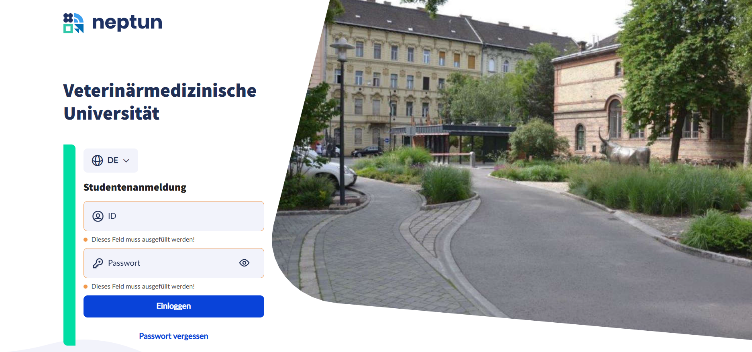 neptun
Veterinärmedizinische
Universität
DE
Studentenanmeldung
ID
Dieses Feld muss ausgefüllt werden!
Passwort
Dieses Feld muss ausgefüllt werden!
Einloggen
Passwort vergessen